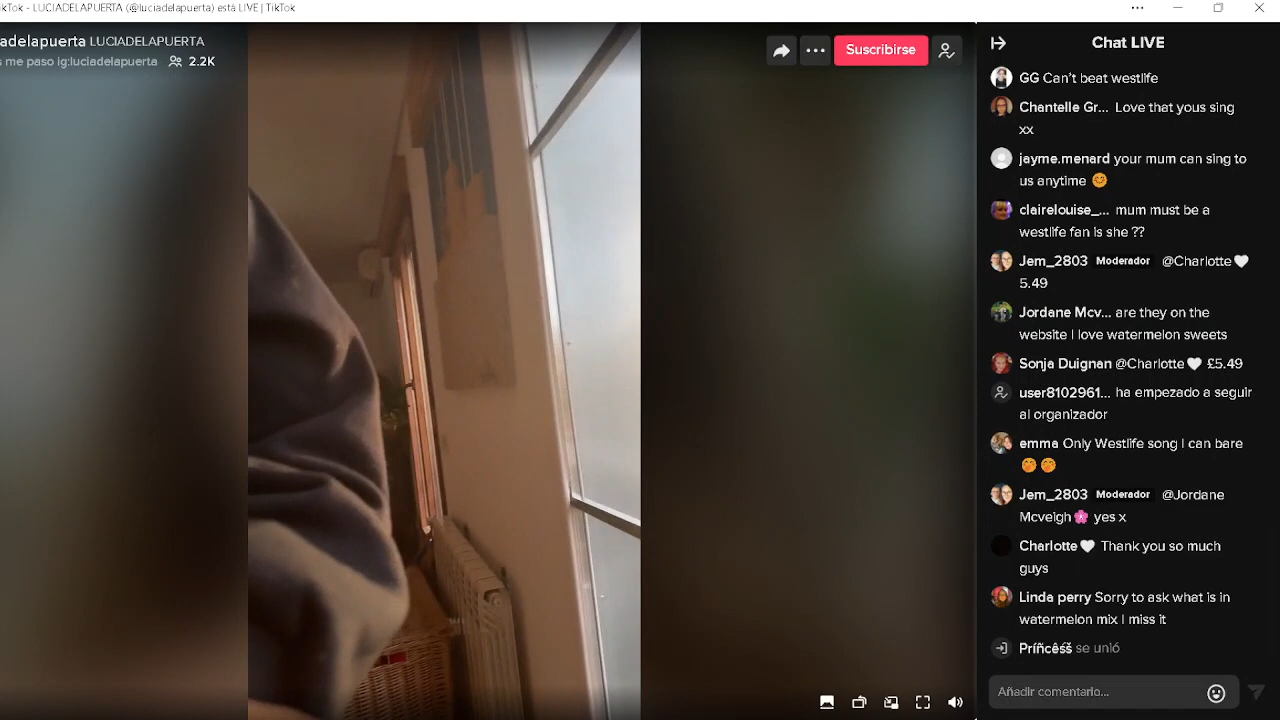 kTok - LUCIADELAPUERTA (@luciadelapuerta) está LIVE | TikTok
adelapuerta LUCIADELAPUERTA
s me paso ig:luciadelapuerta 2.2K
Suscribirse
Chat LIVE
GG Can't beat westlife
Chantelle Gr... Love that yous sing
xx
jayme.menard your mum can sing to
us anytime 😊
clairelouise_... mum must be a
westlife fan is she ??
Jem_2803 Moderador @Charlotte🤍
5.49
Jordane Mcv... are they on the
website I love watermelon sweets
Sonja Duignan @Charlotte🤍 £5.49
user8102961... ha empezado a seguir
al organizador
emma Only Westlife song I can bare
🤭🤭
Jem_2803 Moderador @Jordane
Mcveigh🌸 yes x
Charlotte🤍 Thank you so much
guys
Linda perry Sorry to ask what is in
watermelon mix I miss it
se unió
Añadir comentario...